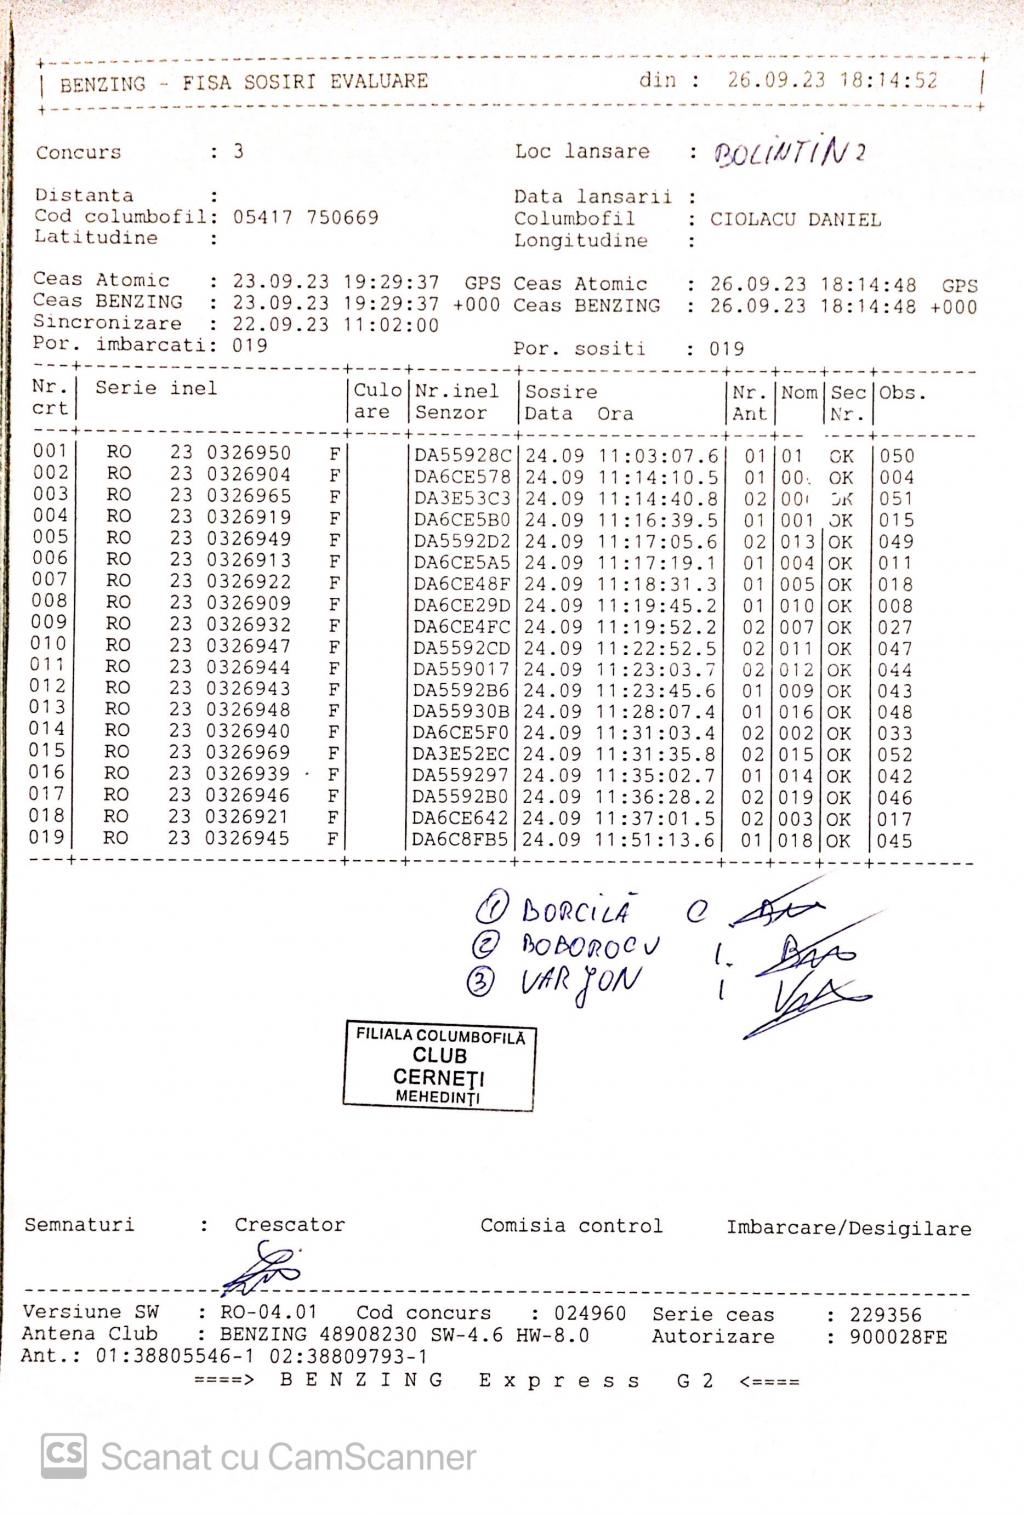 BENZING - FISA SOSIRI EVALUARE din : 26.09.23 18:14:52
Concurs : 3 Loc lansare : BOLINTIN 2
Distanta : Data lansarii :
Cod columbofil: 05417 750669 Columbofil : CIOLACU DANIEL
Latitudine : Longitudine :
Ceas Atomic : 23.09.23 19:29:37 GPS Ceas Atomic : 26.09.23 18:14:48 GPS
Ceas BENZING : 23.09.23 19:29:37 +000 Ceas BENZING : 26.09.23 18:14:48 +000
Sincronizare : 22.09.23 11:02:00
Por. imbarcati: 019 Por. sositi : 019
Nr. Serie inel Culo Nr.inel Sosire Nr. Nom Sec Obs.
crt are Senzor Data Ora Ant Nr.
001 RO 23 0326950 F DA55928C 24.09 11:03:07.6 01 01 OK 050
002 RO 23 0326904 F DA6CE578 24.09 11:14:10.5 01 00 OK 004
003 RO 23 0326965 F DA3E53C3 24.09 11:14:40.8 02 00 OK 051
004 RO 23 0326919 F DA6CE5B0 24.09 11:16:39.5 01 001 OK 015
005 RO 23 0326949 F DA5592D2 24.09 11:17:05.6 02 013 OK 049
006 RO 23 0326913 F DA6CE5A5 24.09 11:17:19.1 01 004 OK 011
007 RO 23 0326922 F DA6CE48F 24.09 11:18:31.3 01 005 OK 018
008 RO 23 0326909 F DA6CE29D 24.09 11:19:45.2 01 010 OK 008
009 RO 23 0326932 F DA6CE4FC 24.09 11:19:52.2 02 007 OK 027
010 RO 23 0326947 F DA5592CD 24.09 11:22:52.5 02 011 OK 047
011 RO 23 0326944 F DA559017 24.09 11:23:03.7 02 012 OK 044
012 RO 23 0326943 F DA5592B6 24.09 11:23:45.6 01 009 OK 043
013 RO 23 0326948 F DA55930B 24.09 11:28:07.4 01 016 OK 048
014 RO 23 0326940 F DA6CE5F0 24.09 11:31:03.4 02 002 OK 033
015 RO 23 0326969 F DA3E52EC 24.09 11:31:35.8 02 015 OK 052
016 RO 23 0326939 F DA559297 24.09 11:35:02.7 01 014 OK 042
017 RO 23 0326946 F DA5592B0 24.09 11:36:28.2 02 019 OK 046
018 RO 23 0326921 F DA6CE642 24.09 11:37:01.5 02 003 OK 017
019 RO 23 0326945 F DA6C8FB5 24.09 11:51:13.6 01 018 OK 045
① BORCILĂ C
② BOBOROCU I.
③ VARJON I
FILIALA COLUMBOFILĂ
CLUB
CERNEȚI
MEHEDINȚI
Semnaturi : Crescator Comisia control Imbarcare/Desigilare
Versiune SW : RO-04.01 Cod concurs : 024960 Serie ceas : 229356
Antena Club : BENZING 48908230 SW-4.6 HW-8.0 Autorizare : 900028FE
Ant.: 01:38805546-1 02:38809793-1
====> B E N Z I N G E x p r e s s G 2 <====
CS Scanat cu CamScanner